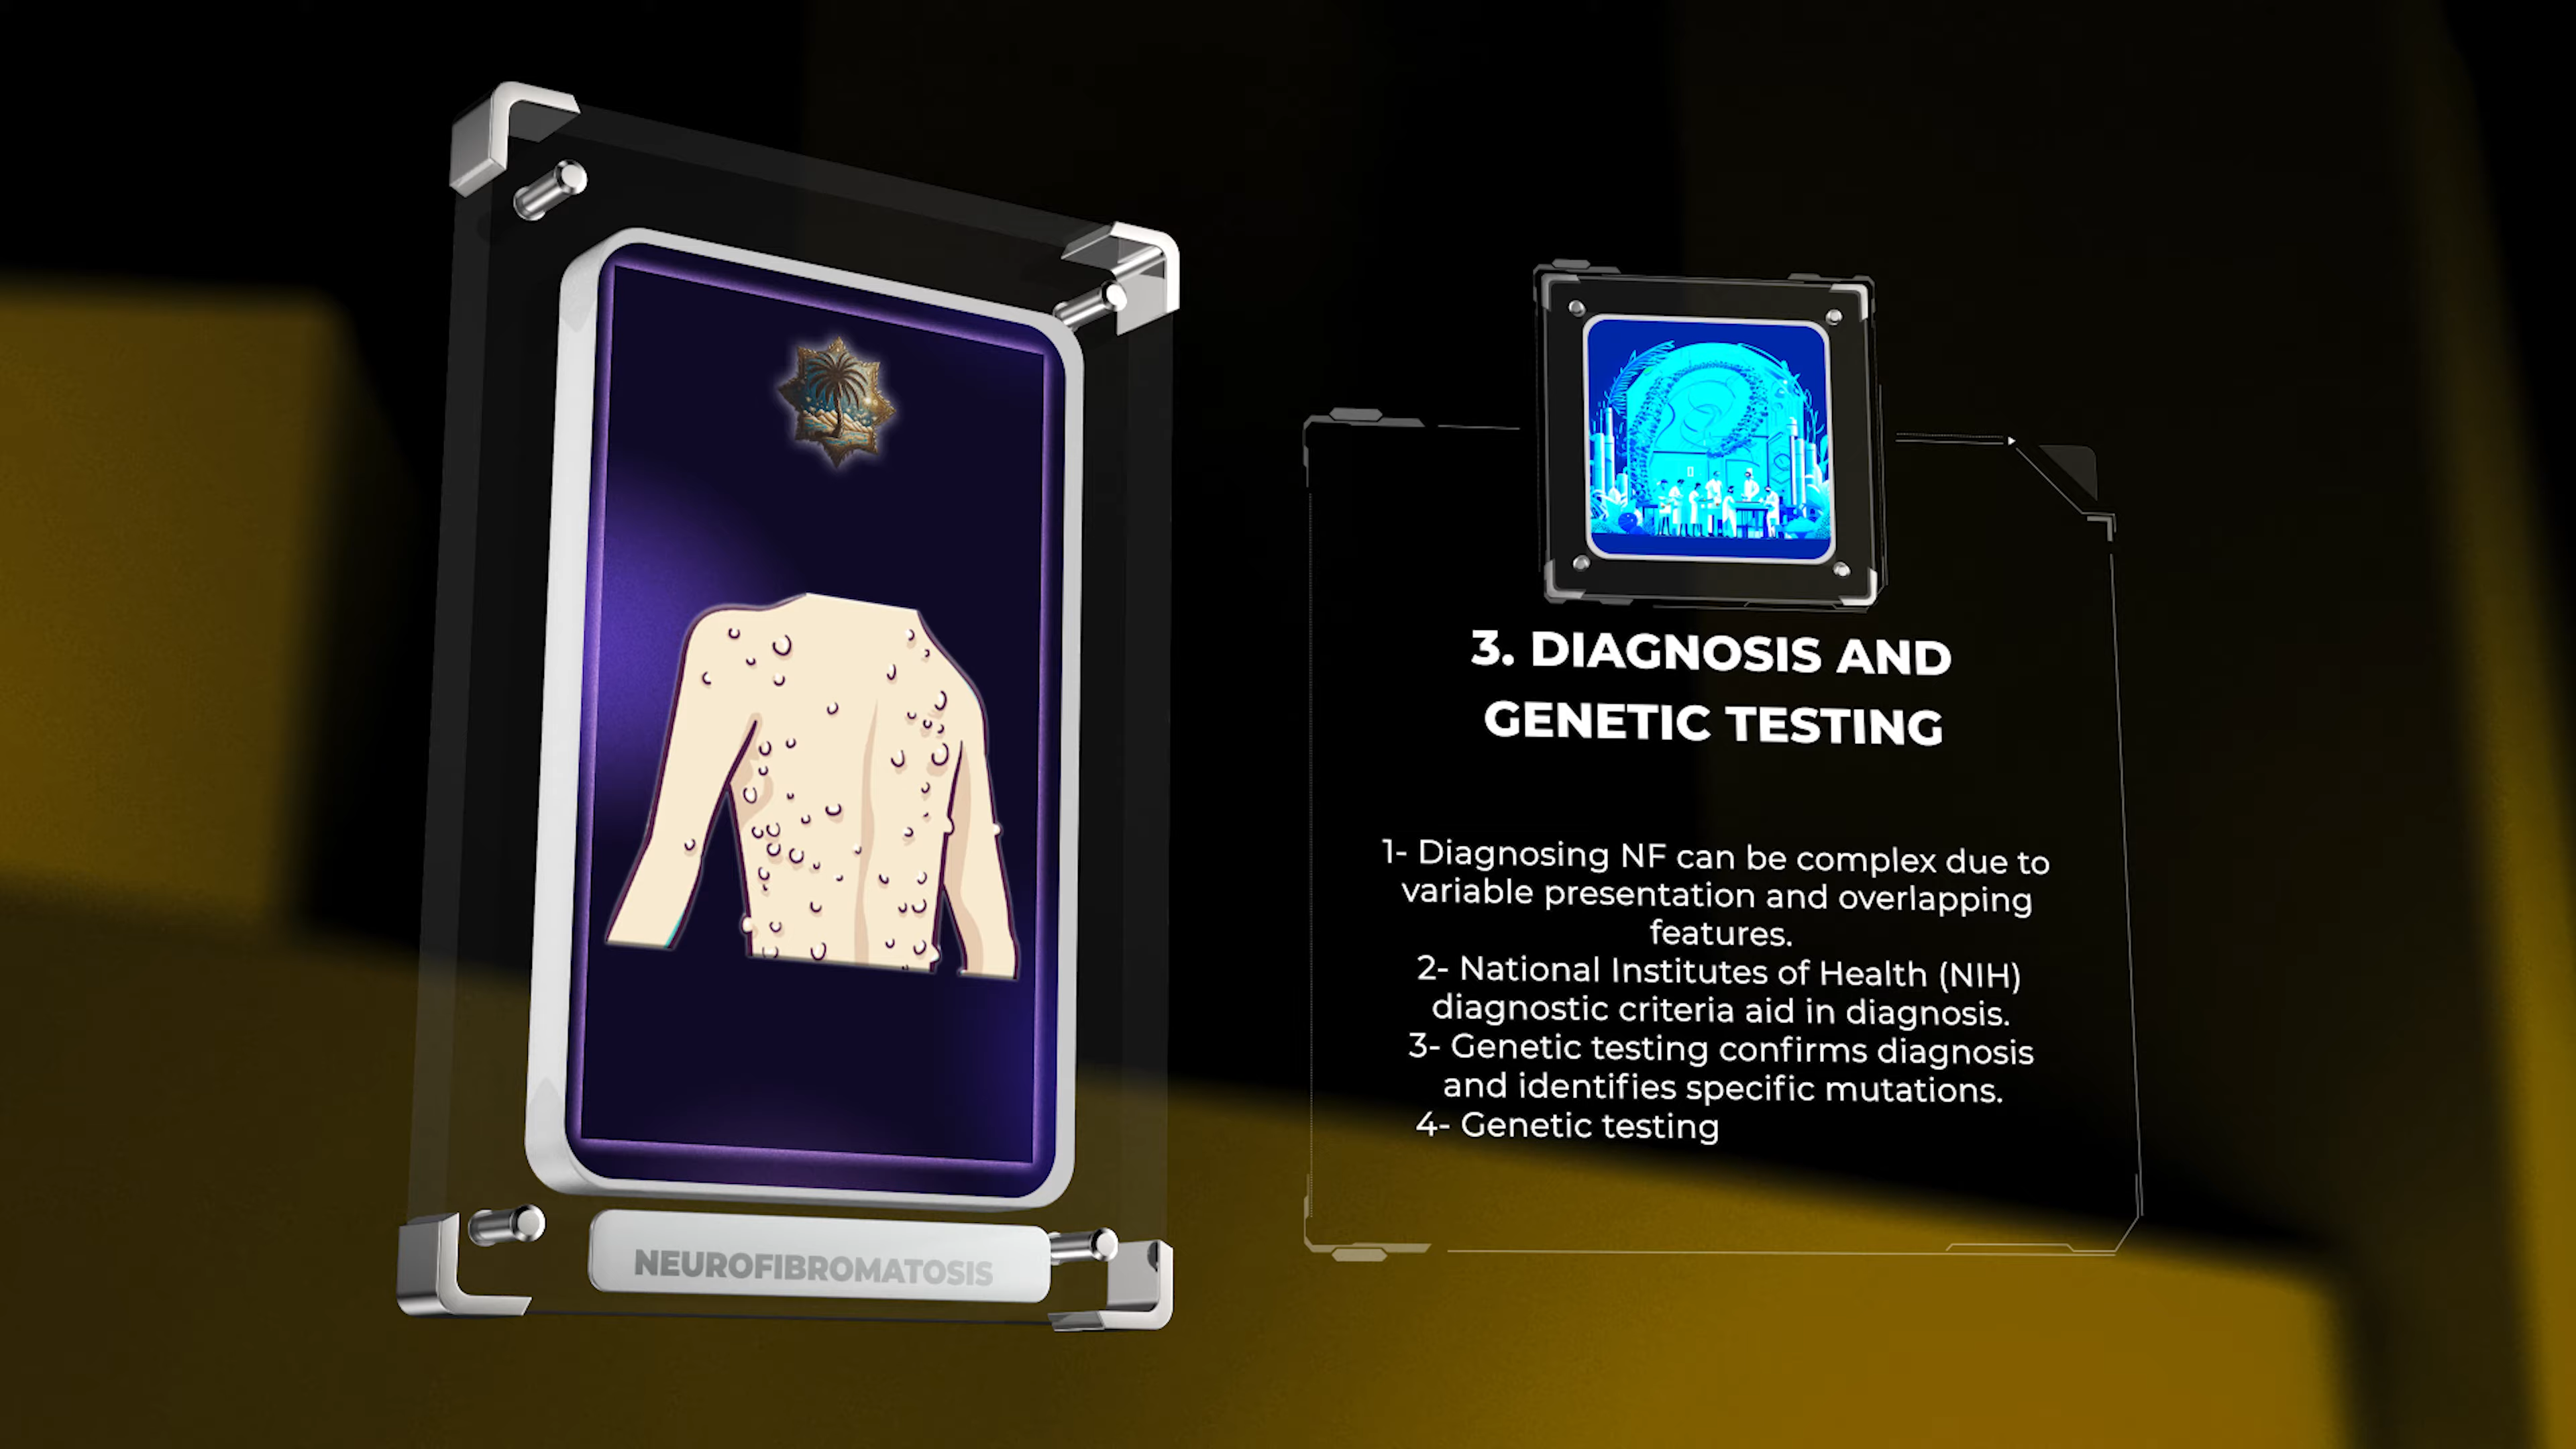 NEUROFIBROMATOSIS
3. DIAGNOSIS AND
GENETIC TESTING
1- Diagnosing NF can be complex due to
variable presentation and overlapping
features.
2- National Institutes of Health (NIH)
diagnostic criteria aid in diagnosis.
3- Genetic testing confirms diagnosis
and identifies specific mutations.
4- Genetic testing